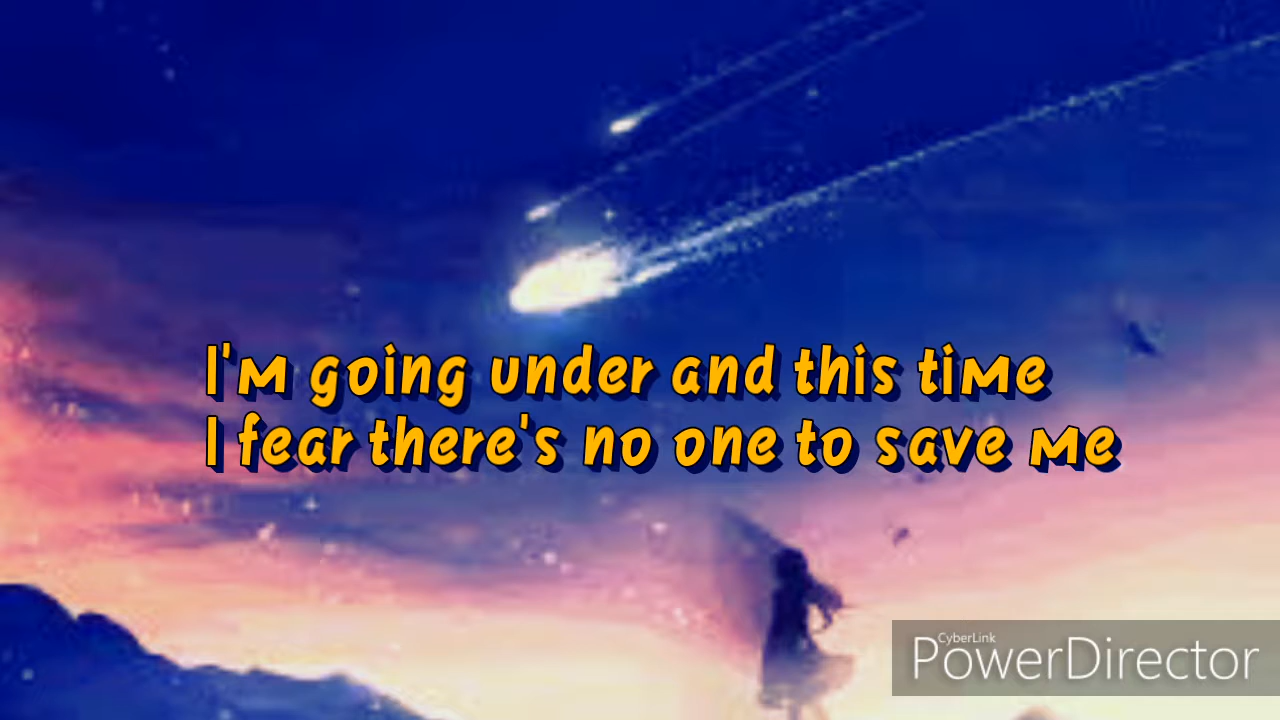 I'm going under and this time
I fear there's no one to save me
CyberLink
PowerDirector